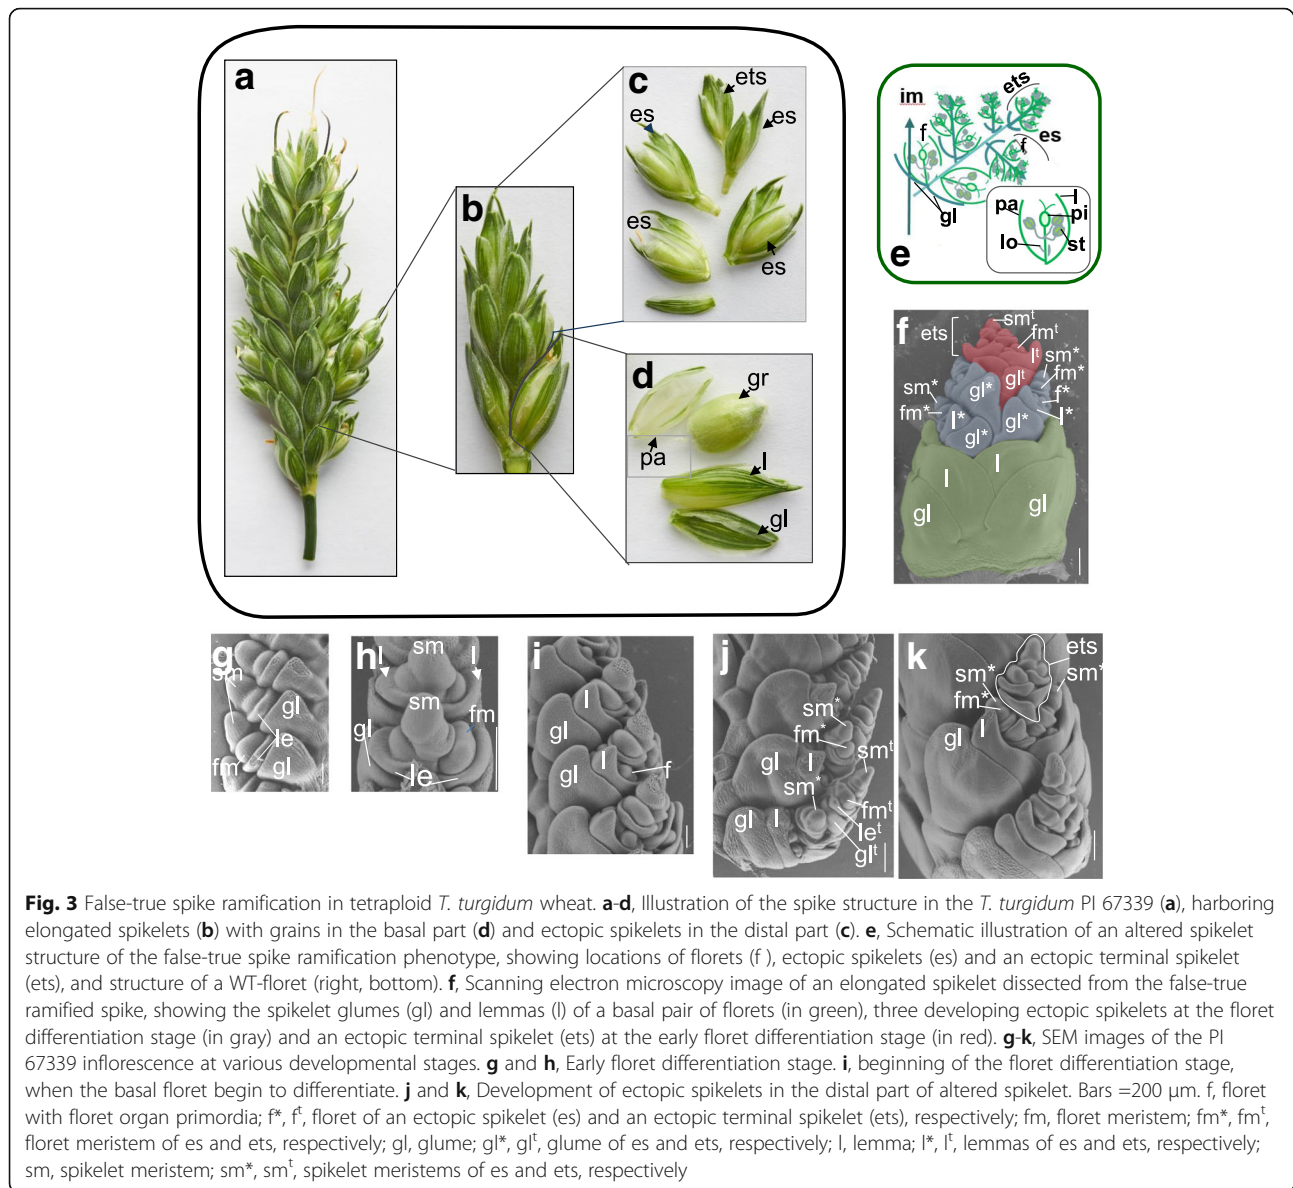 a
b
c
ets
es
es
es
es
d
gr
pa
l
gl
im
ets
f
es
f
gl
pa
l
pi
lo
st
e
f
ets
smᵗ
fmᵗ
lᵗ
sm*
fm*
gl*
glᵗ
sm*
f*
fm*
l*
gl*
l*
gl*
l
l
gl
gl
g
sm
gl
le
fm
gl
h
l
sm
l
sm
gl
fm
le
i
l
gl
gl
l
f
j
sm*
fm*
smᵗ
gl
l
sm*
fmᵗ
gl
l
leᵗ
glᵗ
k
ets
sm*
sm*
fm*
gl
l
Fig. 3 False-true spike ramification in tetraploid T. turgidum wheat. a-d, Illustration of the spike structure in the T. turgidum PI 67339 (a), harboring
elongated spikelets (b) with grains in the basal part (d) and ectopic spikelets in the distal part (c). e, Schematic illustration of an altered spikelet
structure of the false-true spike ramification phenotype, showing locations of florets (f ), ectopic spikelets (es) and an ectopic terminal spikelet
(ets), and structure of a WT-floret (right, bottom). f, Scanning electron microscopy image of an elongated spikelet dissected from the false-true
ramified spike, showing the spikelet glumes (gl) and lemmas (l) of a basal pair of florets (in green), three developing ectopic spikelets at the floret
differentiation stage (in gray) and an ectopic terminal spikelet (ets) at the early floret differentiation stage (in red). g-k, SEM images of the PI
67339 inflorescence at various developmental stages. g and h, Early floret differentiation stage. i, beginning of the floret differentiation stage,
when the basal floret begin to differentiate. j and k, Development of ectopic spikelets in the distal part of altered spikelet. Bars =200 μm. f, floret
with floret organ primordia; f*, fᵗ, floret of an ectopic spikelet (es) and an ectopic terminal spikelet (ets), respectively; fm, floret meristem; fm*, fmᵗ,
floret meristem of es and ets, respectively; gl, glume; gl*, glᵗ, glume of es and ets, respectively; l, lemma; l*, lᵗ, lemmas of es and ets, respectively;
sm, spikelet meristem; sm*, smᵗ, spikelet meristems of es and ets, respectively